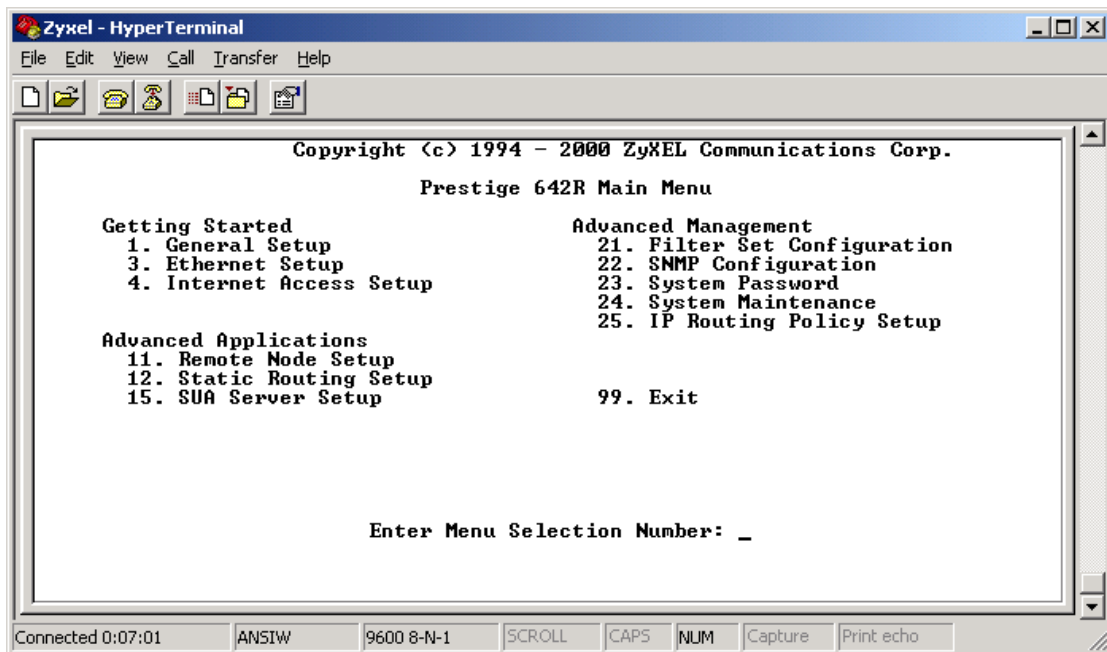 Zyxel - HyperTerminal
File Edit View Call Transfer Help
Copyright (c) 1994 - 2000 ZyXEL Communications Corp.
Prestige 642R Main Menu
Getting Started
1. General Setup
3. Ethernet Setup
4. Internet Access Setup
Advanced Applications
11. Remote Node Setup
12. Static Routing Setup
15. SUA Server Setup
Advanced Management
21. Filter Set Configuration
22. SNMP Configuration
23. System Password
24. System Maintenance
25. IP Routing Policy Setup
99. Exit
Enter Menu Selection Number: _
Connected 0:07:01 ANSIW 9600 8-N-1 SCROLL CAPS NUM Capture Print echo